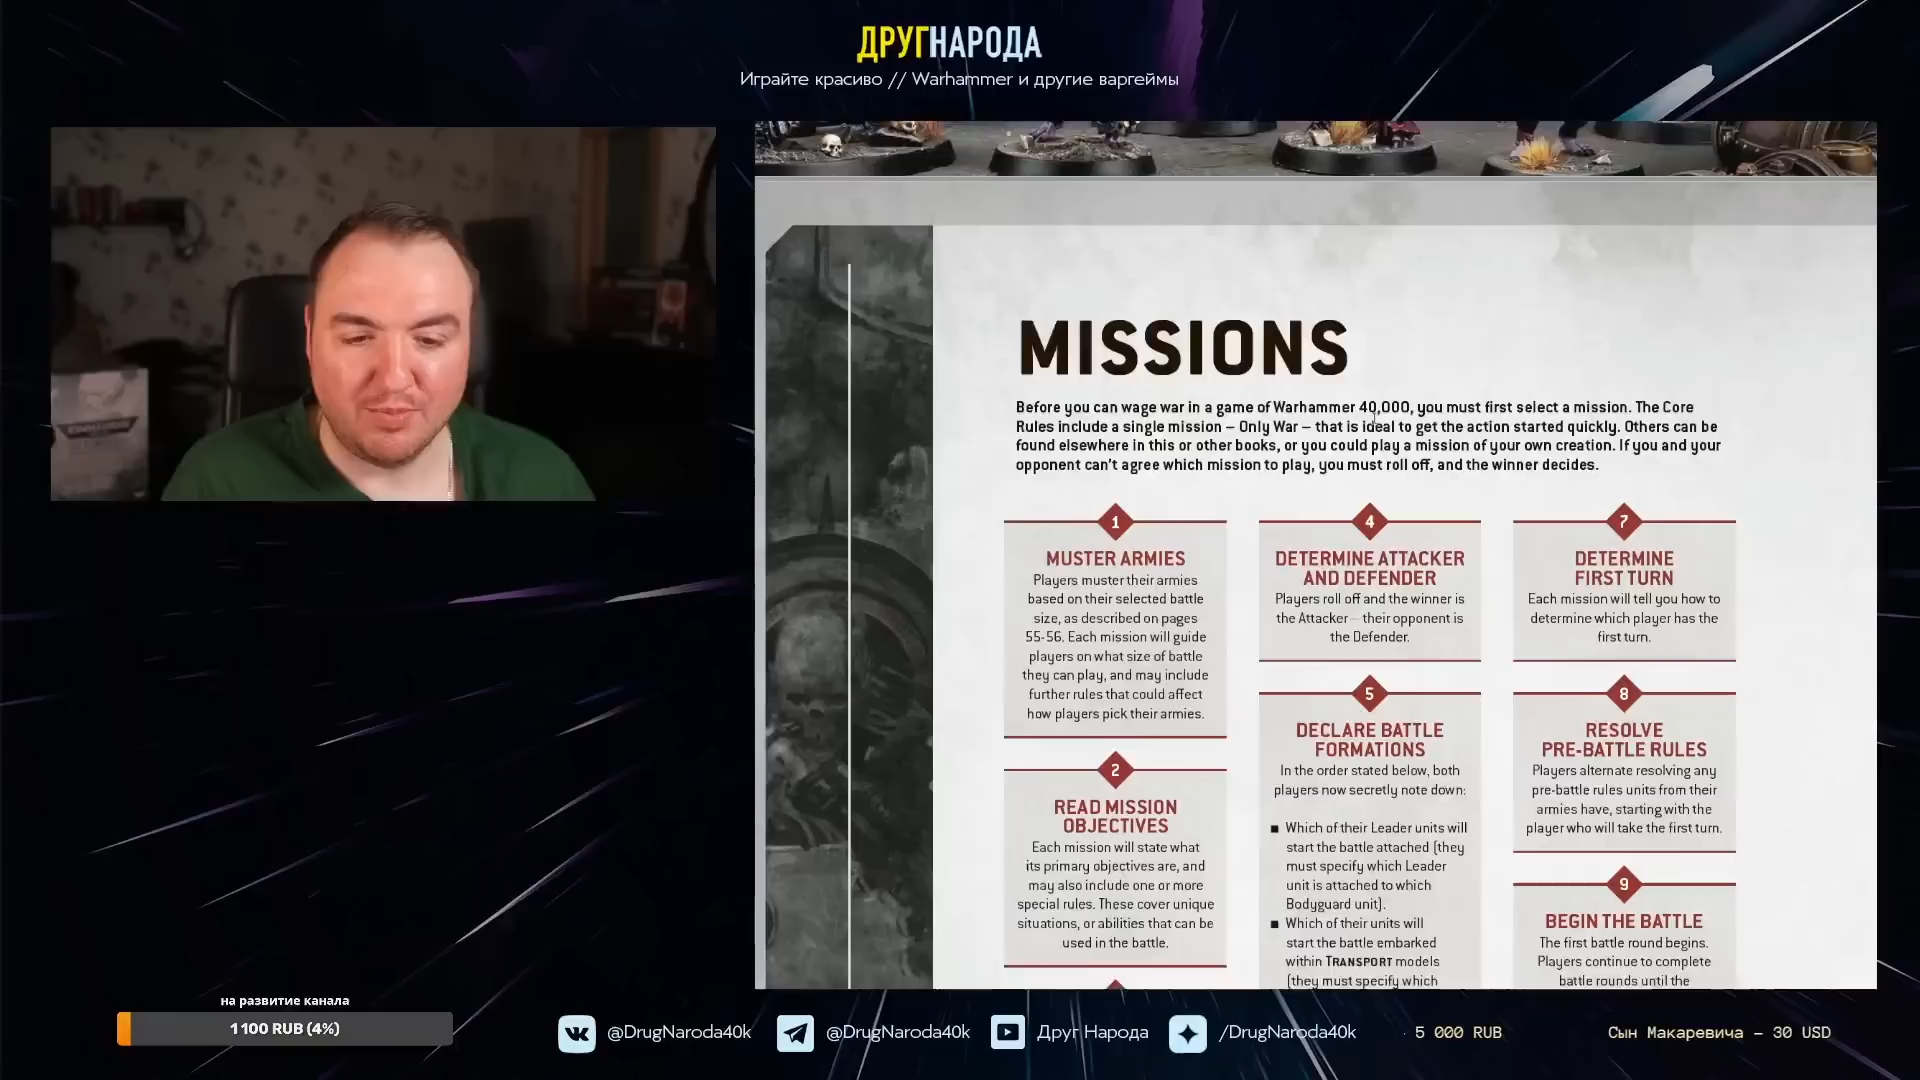 ДРУГНАРОДА
Играйте красиво // Warhammer и другие варгеймы
MISSIONS
Before you can wage war in a game of Warhammer 40,000, you must first select a mission. The Core
Rules include a single mission – Only War – that is ideal to get the action started quickly. Others can be
found elsewhere in this or other books, or you could play a mission of your own creation. If you and your
opponent can't agree which mission to play, you must roll off, and the winner decides.
1
MUSTER ARMIES
Players muster their armies
based on their selected battle
size, as described on pages
55-56. Each mission will guide
players on what size of battle
they can play, and may include
further rules that could affect
how players pick their armies.
2
READ MISSION
OBJECTIVES
Each mission will state what
its primary objectives are, and
may also include one or more
special rules. These cover unique
situations, or abilities that can be
used in the battle.
4
DETERMINE ATTACKER
AND DEFENDER
Players roll off and the winner is
the Attacker – their opponent is
the Defender.
5
DECLARE BATTLE
FORMATIONS
In the order stated below, both
players now secretly note down:
■ Which of their Leader units will
start the battle attached (they
must specify which Leader
unit is attached to which
Bodyguard unit).
■ Which of their units will
start the battle embarked
within TRANSPORT models
(they must specify which
7
DETERMINE
FIRST TURN
Each mission will tell you how to
determine which player has the
first turn.
8
RESOLVE
PRE-BATTLE RULES
Players alternate resolving any
pre-battle rules units from their
armies have, starting with the
player who will take the first turn.
9
BEGIN THE BATTLE
The first battle round begins.
Players continue to complete
battle rounds until the
на развитие канала
1100 RUB (4%)
@DrugNaroda40k
@DrugNaroda40k
Друг Народа
/DrugNaroda40k
5 000 RUB
Сын Макаревича – 30 USD